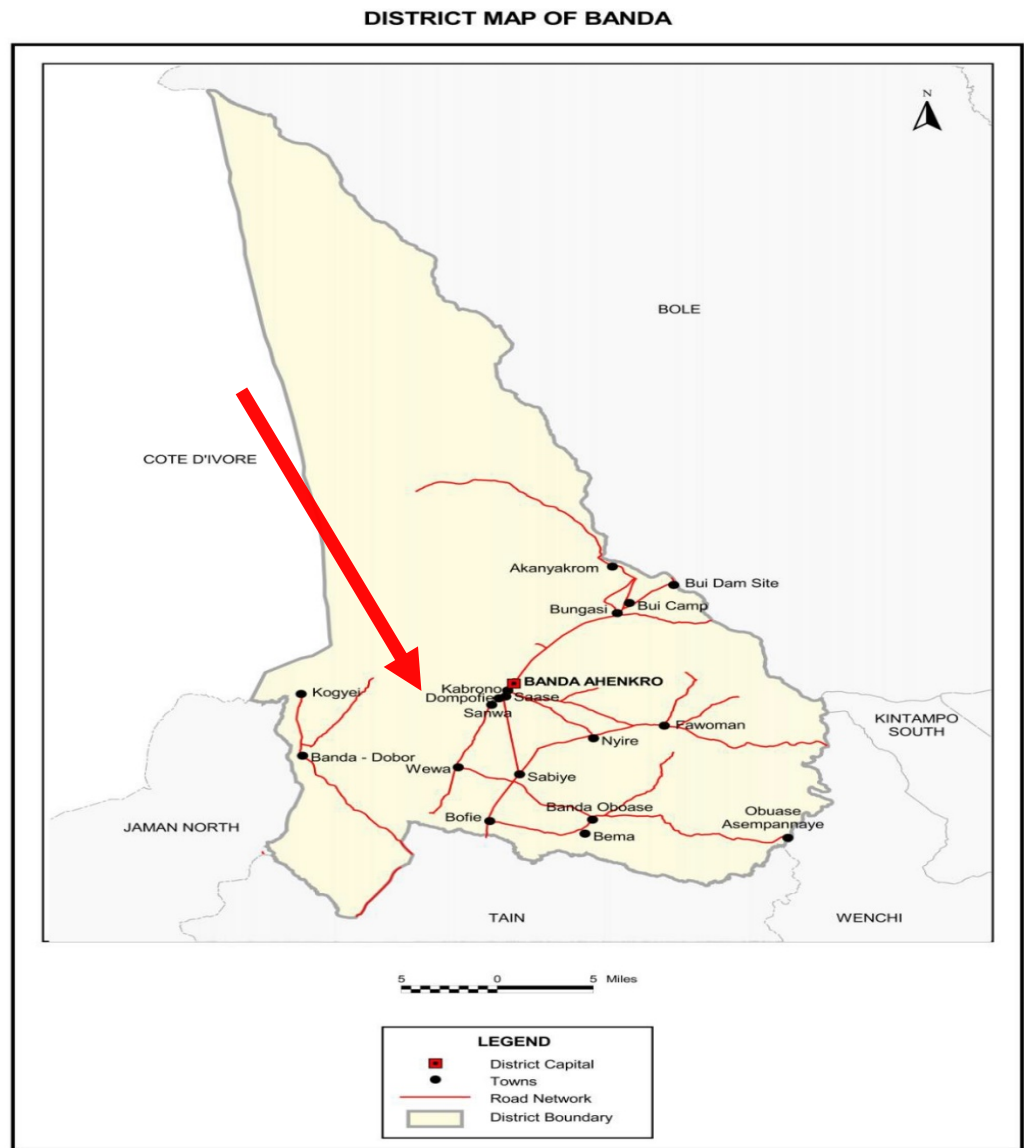 DISTRICT MAP OF BANDA
N
BOLE
COTE D'IVORE
Akanyakrom
Bui Dam Site
Bui Camp
Bungasi
BANDA AHENKRO
Kabrono
Kogyei
Dompofie
Saase
Sanwa
KINTAMPO
SOUTH
Fawoman
Nyire
Banda - Dobor
Wewa
Sabiye
Banda Oboase
Obuase
Asempannaye
Bofie
JAMAN NORTH
Bema
TAIN
WENCHI
5 0 5 Miles
LEGEND
District Capital
Towns
Road Network
District Boundary